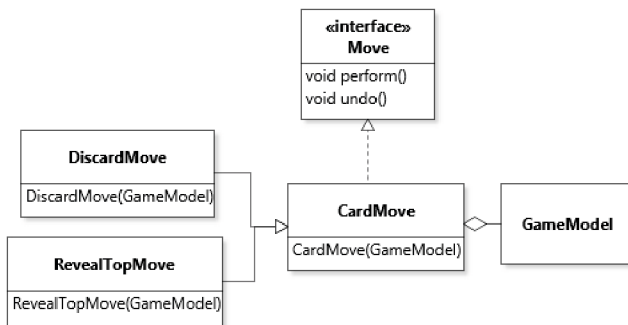 «interface»
Move
void perform()
void undo()
DiscardMove
DiscardMove(GameModel)
CardMove
CardMove(GameModel)
GameModel
RevealTopMove
RevealTopMove(GameModel)